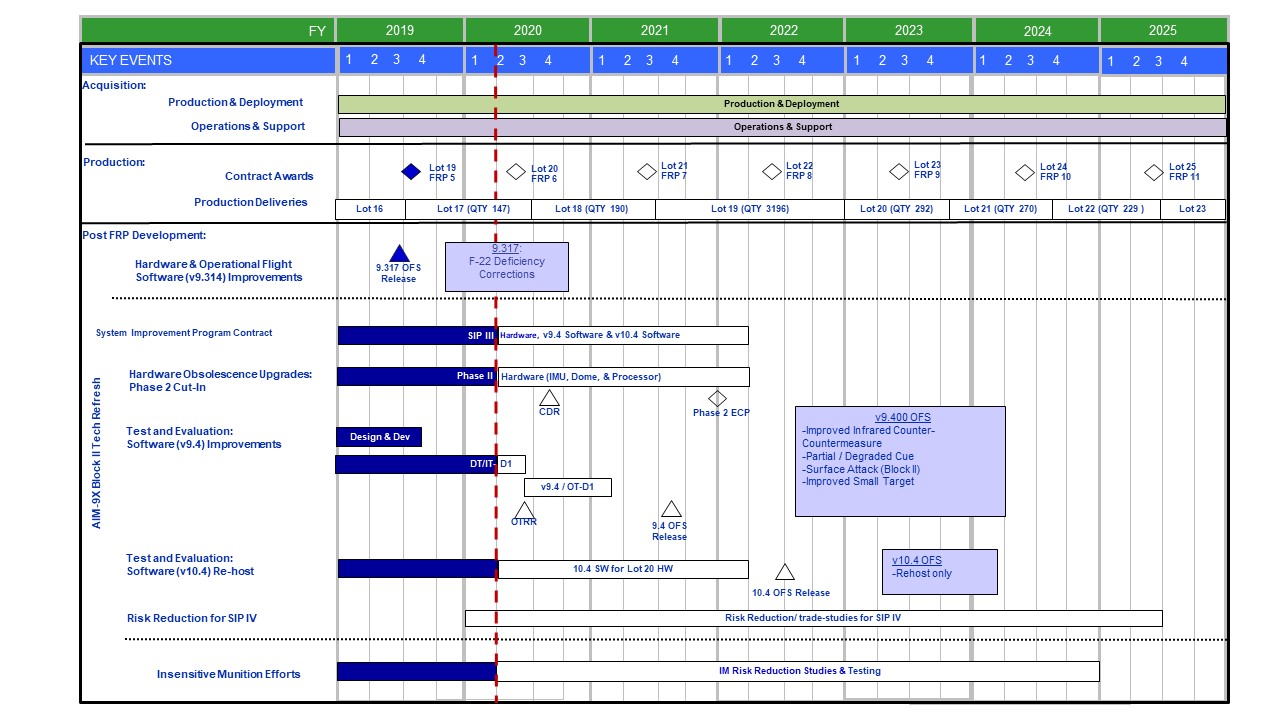 FY 2019 2020 2021 2022 2023 2024 2025
KEY EVENTS 1 2 3 4 1 2 3 4 1 2 3 4 1 2 3 4 1 2 3 4 1 2 3 4 1 2 3 4
Acquisition:
Production & Deployment Production & Deployment
Operations & Support Operations & Support
Production:
Contract Awards
Lot 19
FRP 5
Lot 20
FRP 6
Lot 21
FRP 7
Lot 22
FRP 8
Lot 23
FRP 9
Lot 24
FRP 10
Lot 25
FRP 11
Production Deliveries Lot 16 Lot 17 (QTY 147) Lot 18 (QTY 190) Lot 19 (QTY 3196) Lot 20 (QTY 292) Lot 21 (QTY 270) Lot 22 (QTY 229 ) Lot 23
Post FRP Development:
Hardware & Operational Flight
Software (v9.314) Improvements
9.317 OFS
Release
9.317:
F-22 Deficiency
Corrections
AIM-9X Block II Tech Refresh
System Improvement Program Contract SIP III Hardware, v9.4 Software & v10.4 Software
Hardware Obsolescence Upgrades:
Phase 2 Cut-In
Phase II Hardware (IMU, Dome, & Processor)
CDR Phase 2 ECP
Test and Evaluation:
Software (v9.4) Improvements
Design & Dev
DT/IT- D1
v9.4 / OT-D1
OTRR
9.4 OFS
Release
v9.400 OFS
-Improved Infrared Counter-
Countermeasure
-Partial / Degraded Cue
-Surface Attack (Block II)
-Improved Small Target
Test and Evaluation:
Software (v10.4) Re-host
10.4 SW for Lot 20 HW
10.4 OFS Release
v10.4 OFS
-Rehost only
Risk Reduction for SIP IV Risk Reduction/ trade-studies for SIP IV
Insensitive Munition Efforts IM Risk Reduction Studies & Testing